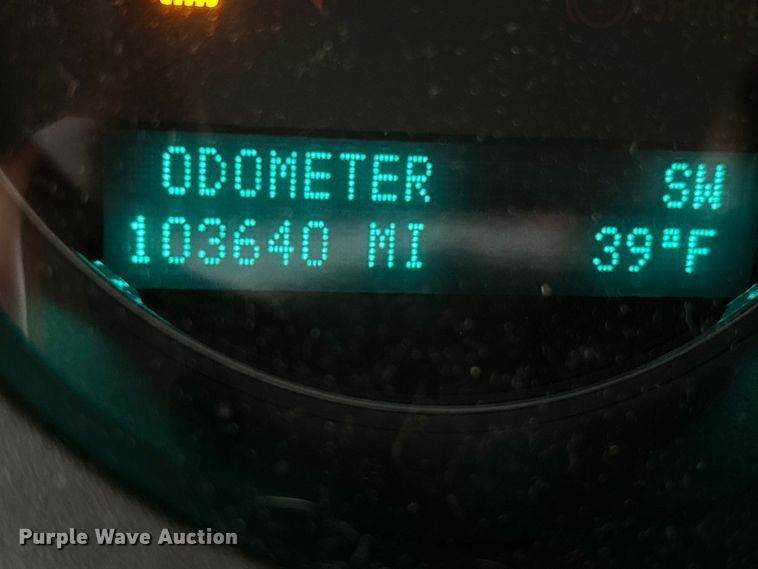 ODOMETER SW
103640 MI 39°F
Purple Wave Auction